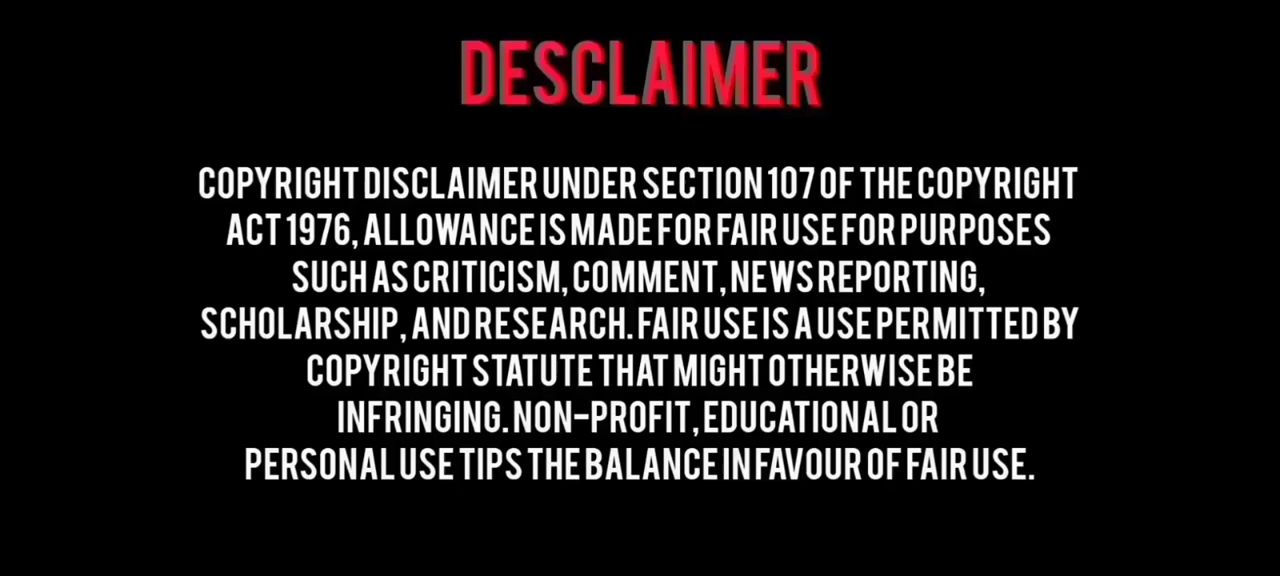 DESCLAIMER
COPYRIGHT DISCLAIMER UNDER SECTION 107 OF THE COPYRIGHT
ACT 1976, ALLOWANCE IS MADE FOR FAIR USE FOR PURPOSES
SUCH AS CRITICISM, COMMENT, NEWS REPORTING,
SCHOLARSHIP, AND RESEARCH. FAIR USE IS A USE PERMITTED BY
COPYRIGHT STATUTE THAT MIGHT OTHERWISE BE
INFRINGING. NON-PROFIT, EDUCATIONAL OR
PERSONAL USE TIPS THE BALANCE IN FAVOUR OF FAIR USE.